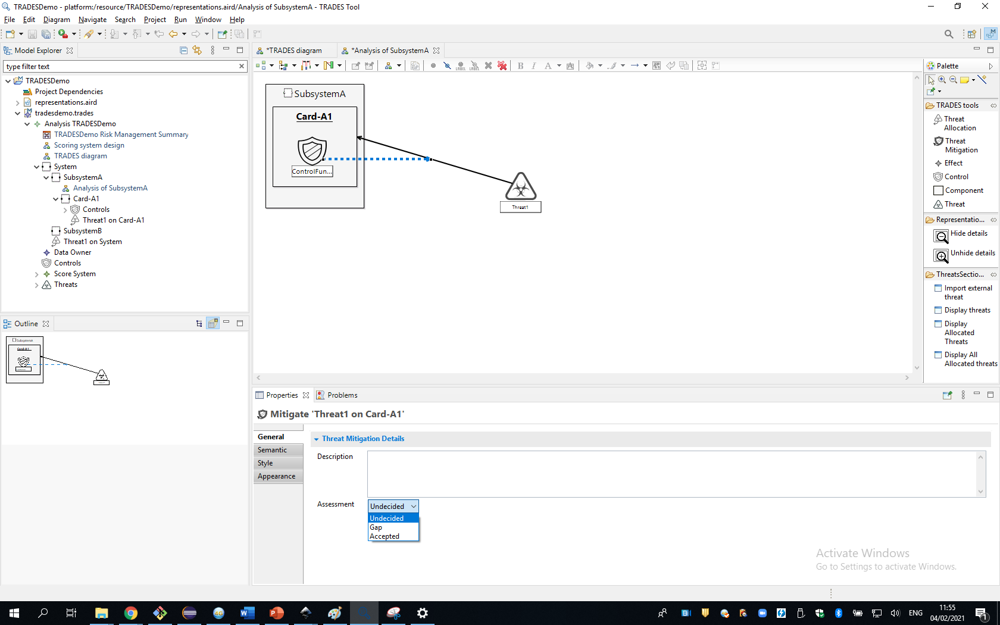 TRADESDemo - platform:/resource/TRADESDemo/representations.aird/Analysis of SubsystemA - TRADES Tool
File Edit Diagram Navigate Search Project Run Window Help
Model Explorer
type filter text
TRADESDemo
Project Dependencies
representations.aird
tradesdemo.trades
Analysis TRADESDemo
TRADESDemo Risk Management Summary
Scoring system design
TRADES diagram
System
SubsystemA
Analysis of SubsystemA
Card-A1
Controls
Threat1 on Card-A1
SubsystemB
Threat1 on System
Data Owner
Controls
Score System
Threats
Outline
SubsystemA
Card-A1
*TRADES diagram
*Analysis of SubsystemA
LABEL LABEL
B I A A
SubsystemA
Card-A1
ControlFun...
Threat1
Palette
TRADES tools
Threat
Allocation
Threat
Mitigation
Effect
Control
Component
Threat
Representatio...
Hide details
Unhide details
ThreatsSectio...
Import external
threat
Display threats
Display
Allocated
Threats
Display All
Allocated threats
Properties
Problems
Mitigate 'Threat1 on Card-A1'
General
Semantic
Style
Appearance
Threat Mitigation Details
Description
Assessment
Undecided
Undecided
Gap
Accepted
Activate Windows
Go to Settings to activate Windows.
4G
ENG
11:55
04/02/2021
1